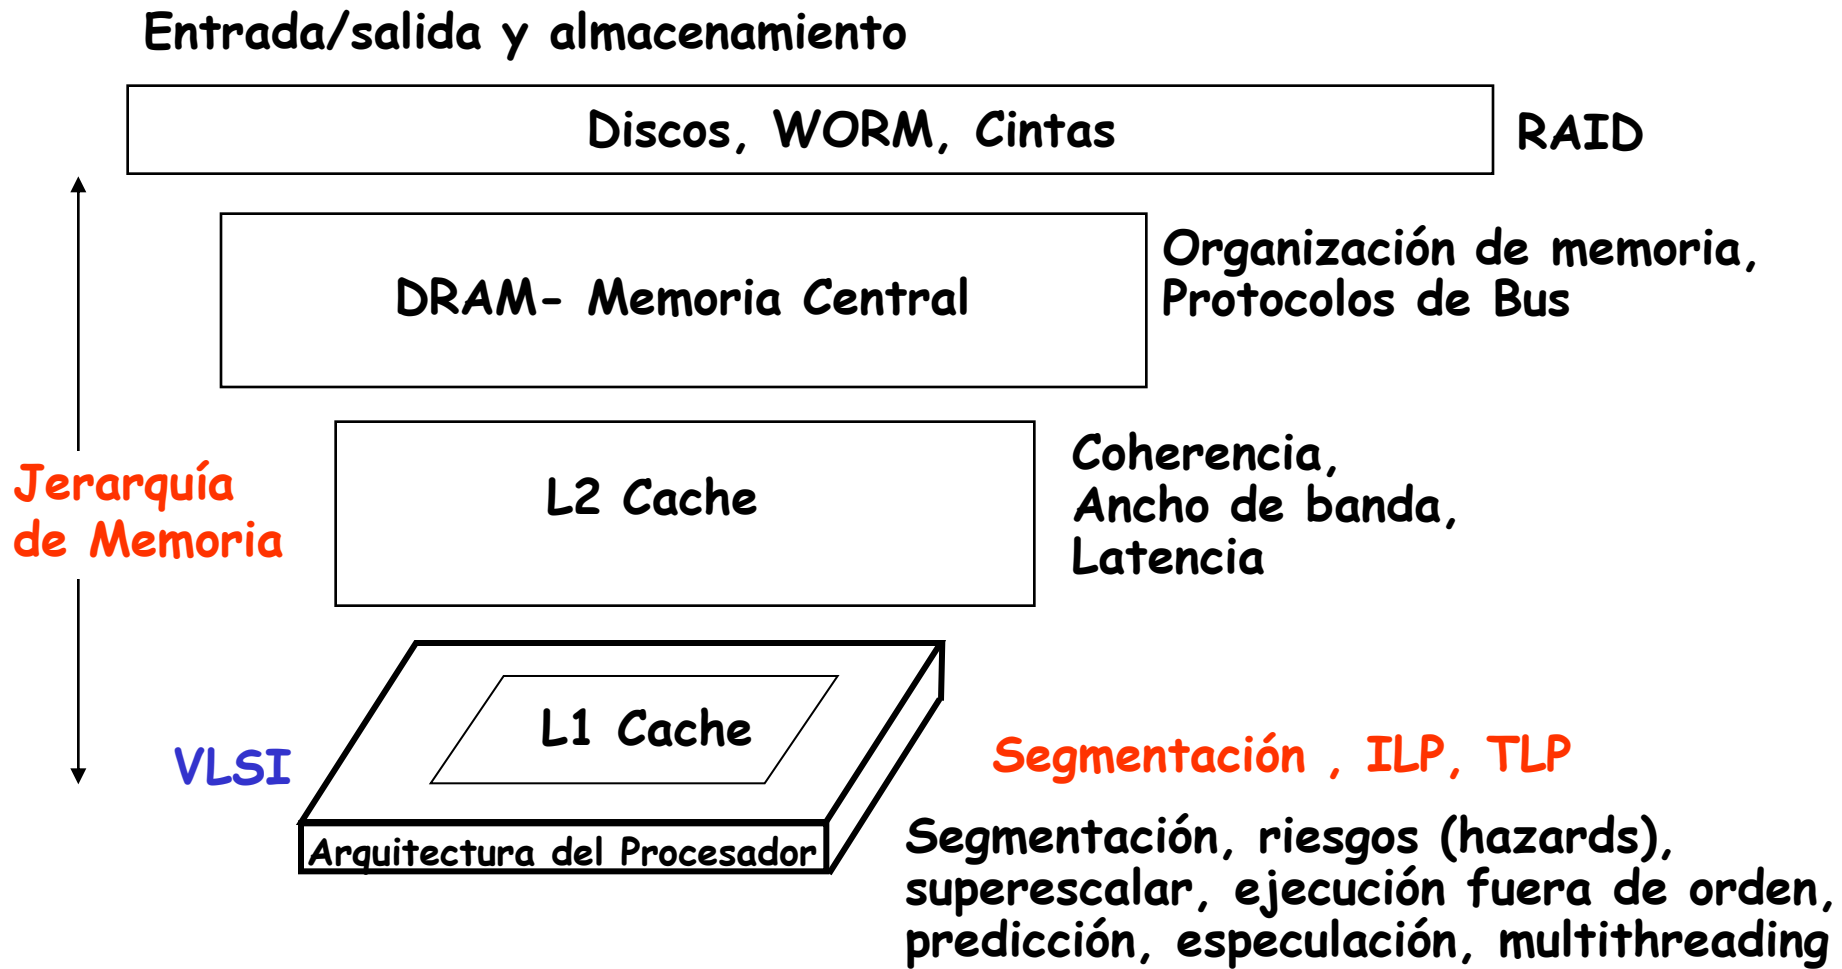 Entrada/salida y almacenamiento
Discos, WORM, Cintas
RAID
Organización de memoria,
Protocolos de Bus
DRAM- Memoria Central
Coherencia,
Ancho de banda,
Latencia
L2 Cache
Jerarquía
de Memoria
L1 Cache
VLSI
Segmentación , ILP, TLP
Arquitectura del Procesador
Segmentación, riesgos (hazards),
superescalar, ejecución fuera de orden,
predicción, especulación, multithreading